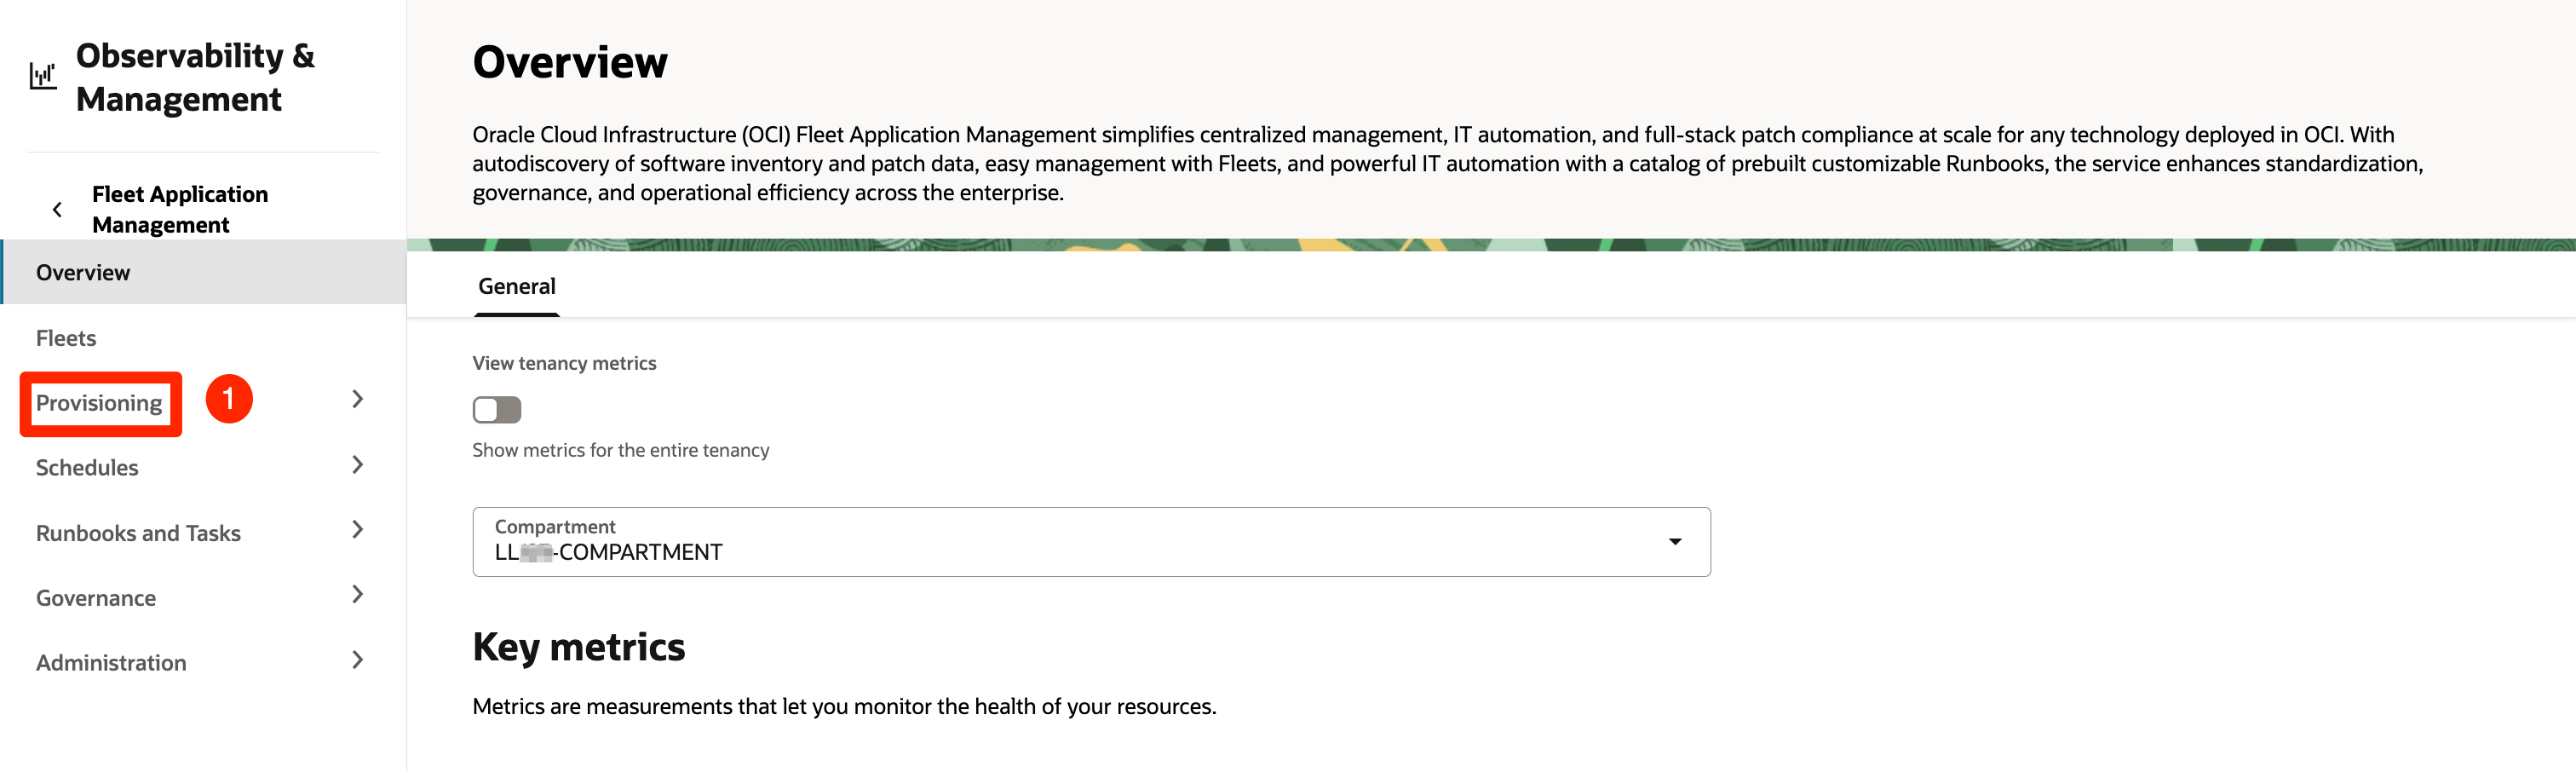 Observability &
Management
Fleet Application
Management
Overview
Fleets
Provisioning
1
Schedules
Runbooks and Tasks
Governance
Administration
Overview
Oracle Cloud Infrastructure (OCI) Fleet Application Management simplifies centralized management, IT automation, and full-stack patch compliance at scale for any technology deployed in OCI. With
autodiscovery of software inventory and patch data, easy management with Fleets, and powerful IT automation with a catalog of prebuilt customizable Runbooks, the service enhances standardization,
governance, and operational efficiency across the enterprise.
General
View tenancy metrics
Show metrics for the entire tenancy
Compartment
LL -COMPARTMENT
Key metrics
Metrics are measurements that let you monitor the health of your resources.